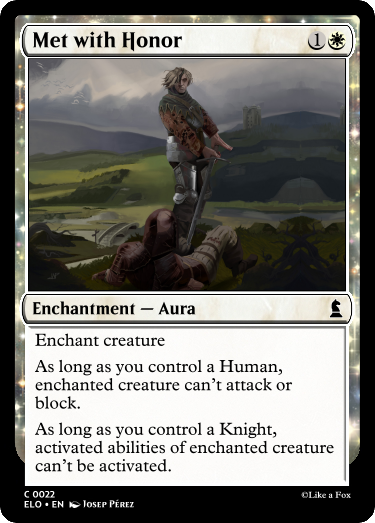 Met with Honor 1
Enchantment — Aura
Enchant creature
As long as you control a Human,
enchanted creature can't attack or
block.
As long as you control a Knight,
activated abilities of enchanted creature
can't be activated.
C 0022
ELO • EN Josep Pérez
©Like a Fox